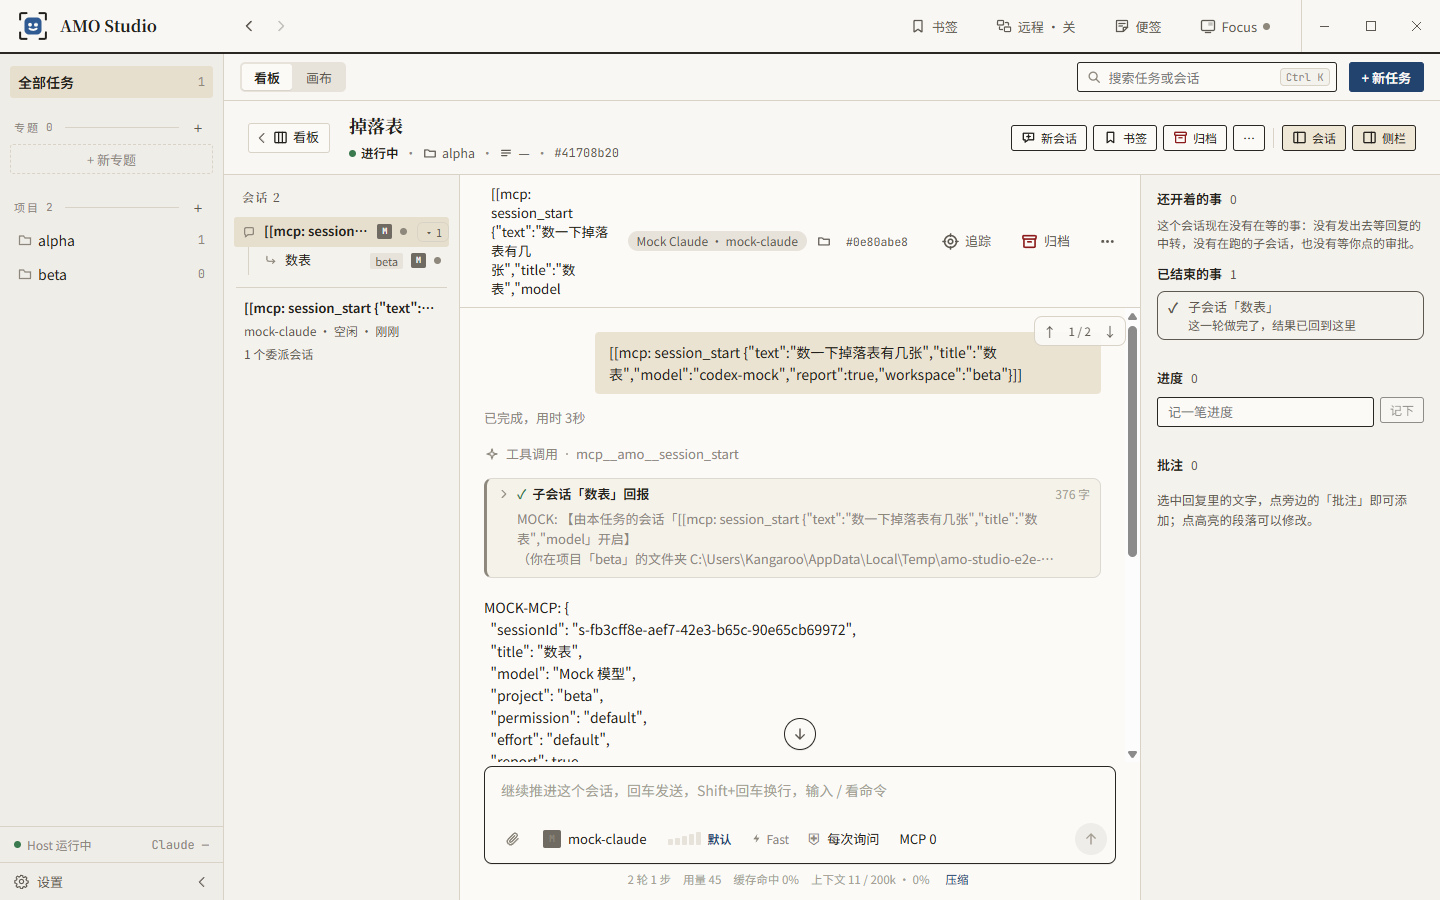 AMO Studio
书签
远程 • 关
便签
Focus
全部任务 1
看板
画布
搜索任务或会话 Ctrl K
+ 新任务
专题 0 +
+ 新专题
项目 2 +
alpha 1
beta 0
看板
掉落表
进行中 • alpha • — • #41708b20
新会话
书签
归档
···
会话
侧栏
会话 2
[[mcp: session··· M 1
数表 beta M
[[mcp: session_start {"text":···
mock-claude • 空闲 • 刚刚
1 个委派会话
[[mcp:
session_start
{"text":"数一下掉落
表有几
张","title":"数
表","model
Mock Claude • mock-claude
#0e80abe8
追踪
归档
···
1 / 2
[[mcp: session_start {"text":"数一下掉落表有几张","title":"数
表","model":"codex-mock","report":true,"workspace":"beta"}]]
已完成，用时 3秒
工具调用 · mcp__amo__session_start
✓ 子会话「数表」回报 376 字
MOCK: 【由本任务的会话「[[mcp: session_start {"text":"数一下掉落表有几张","title":"数
表","model」开启】
（你在项目「beta」的文件夹 C:\Users\Kangaroo\AppData\Local\Temp\amo-studio-e2e-···
MOCK-MCP: {
"sessionId": "s-fb3cff8e-aef7-42e3-b65c-90e65cb69972",
"title": "数表",
"model": "Mock 模型",
"project": "beta",
"permission": "default",
"effort": "default",
"report": true,
继续推进这个会话，回车发送，Shift+回车换行，输入 / 看命令
M mock-claude
默认
Fast
每次询问
MCP 0
2 轮 1 步 用量 45 缓存命中 0% 上下文 11 / 200k • 0% 压缩
还开着的事 0
这个会话现在没有在等的事：没有发出去等回复的
中转，没有在跑的子会话，也没有等你点的审批。
已结束的事 1
✓ 子会话「数表」
这一轮做完了，结果已回到这里
进度 0
记一笔进度
记下
批注 0
选中回复里的文字，点旁边的「批注」即可添
加；点高亮的段落可以修改。
Host 运行中 Claude —
设置